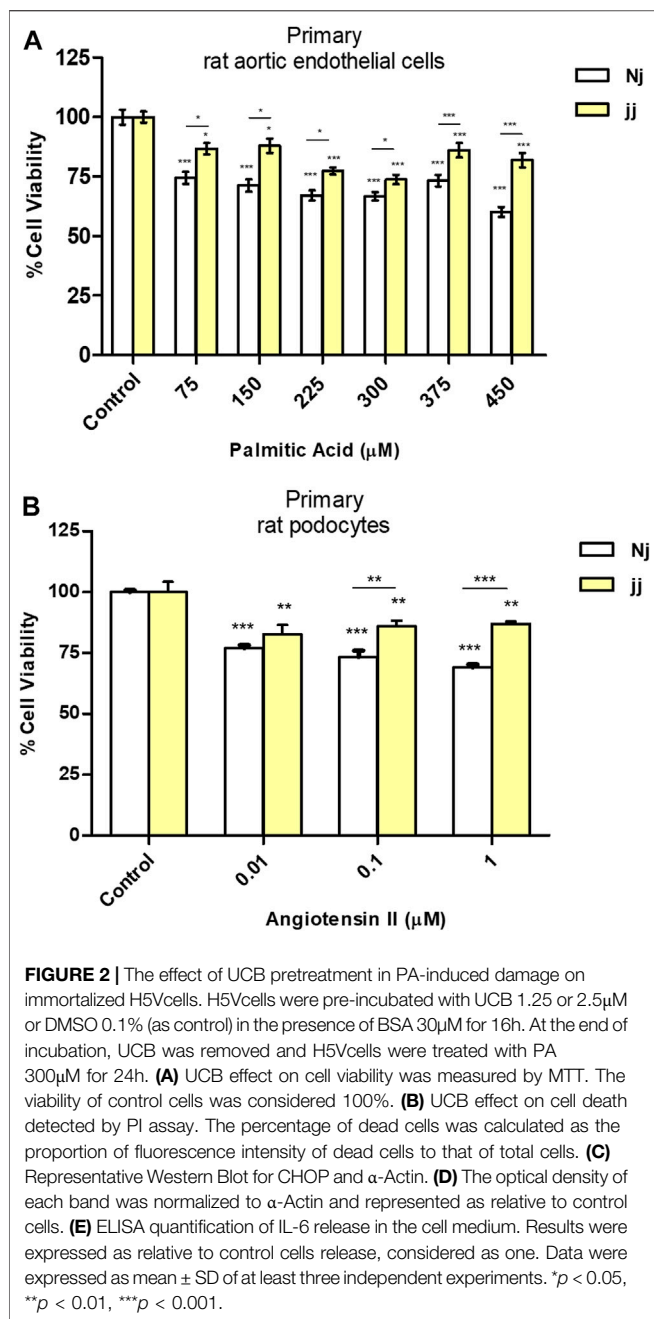 A
Primary
rat aortic endothelial cells
Nj
jj
125
100
75
50
25
0
% Cell Viability
* * * * *** ***
*** * *** * *** *** *** *** *** *** *** ***
Control 75 150 225 300 375 450
Palmitic Acid (µM)
B
Primary
rat podocytes
Nj
jj
125
100
75
50
25
0
% Cell Viability
** ***
*** ** *** ** *** **
Control 0.01 0.1 1
Angiotensin II (µM)
FIGURE 2 | The effect of UCB pretreatment in PA-induced damage on
immortalized H5Vcells. H5Vcells were pre-incubated with UCB 1.25 or 2.5µM
or DMSO 0.1% (as control) in the presence of BSA 30µM for 16h. At the end of
incubation, UCB was removed and H5Vcells were treated with PA
300µM for 24h. (A) UCB effect on cell viability was measured by MTT. The
viability of control cells was considered 100%. (B) UCB effect on cell death
detected by PI assay. The percentage of dead cells was calculated as the
proportion of fluorescence intensity of dead cells to that of total cells. (C)
Representative Western Blot for CHOP and α-Actin. (D) The optical density of
each band was normalized to α-Actin and represented as relative to control
cells. (E) ELISA quantification of IL-6 release in the cell medium. Results were
expressed as relative to control cells release, considered as one. Data were
expressed as mean ± SD of at least three independent experiments. *p < 0.05,
**p < 0.01, ***p < 0.001.